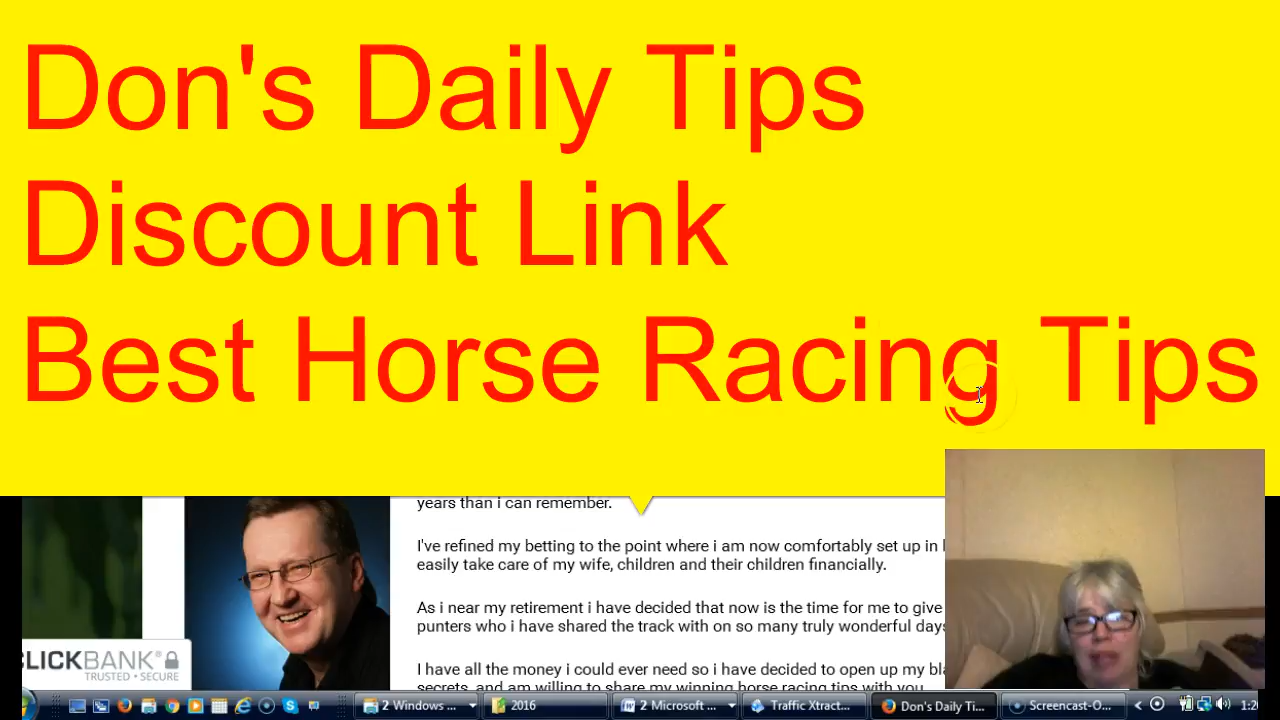 Don's Daily Tips
Discount Link
Best Horse Racing Tips
years than i can remember.
I've refined my betting to the point where i am now comfortably set up in
easily take care of my wife, children and their children financially.
As i near my retirement i have decided that now is the time for me to give
punters who i have shared the track with on so many truly wonderful days
I have all the money i could ever need so i have decided to open up my
secrets, and am willing to share my winning horse racing tips with you
CLICKBANK®
TRUSTED • SECURE
2 Windows ...
2016
2 Microsoft ...
Traffic Xtract...
Don's Daily Ti...
Screencast-O...